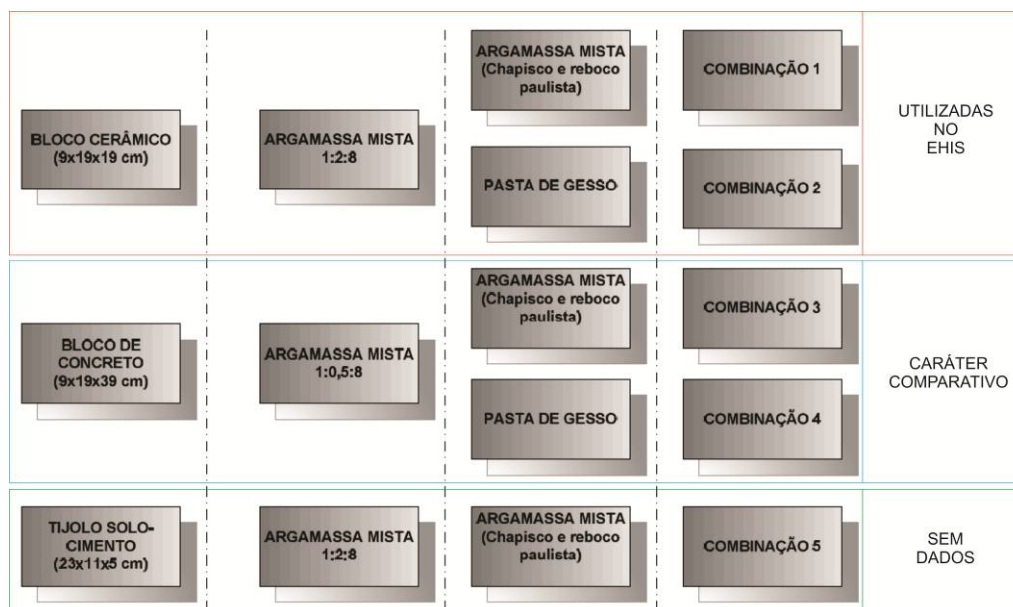 BLOCO CERÂMICO
(9x19x19 cm)
ARGAMASSA MISTA
1:2:8
ARGAMASSA MISTA
(Chapisco e reboco
paulista)
COMBINAÇÃO 1
PASTA DE GESSO
COMBINAÇÃO 2
UTILIZADAS
NO
EHIS
BLOCO DE
CONCRETO
(9x19x39 cm)
ARGAMASSA MISTA
1:0,5:8
ARGAMASSA MISTA
(Chapisco e reboco
paulista)
COMBINAÇÃO 3
PASTA DE GESSO
COMBINAÇÃO 4
CARÁTER
COMPARATIVO
TIJOLO SOLO-
CIMENTO
(23x11x5 cm)
ARGAMASSA MISTA
1:2:8
ARGAMASSA MISTA
(Chapisco e reboco
paulista)
COMBINAÇÃO 5
SEM
DADOS